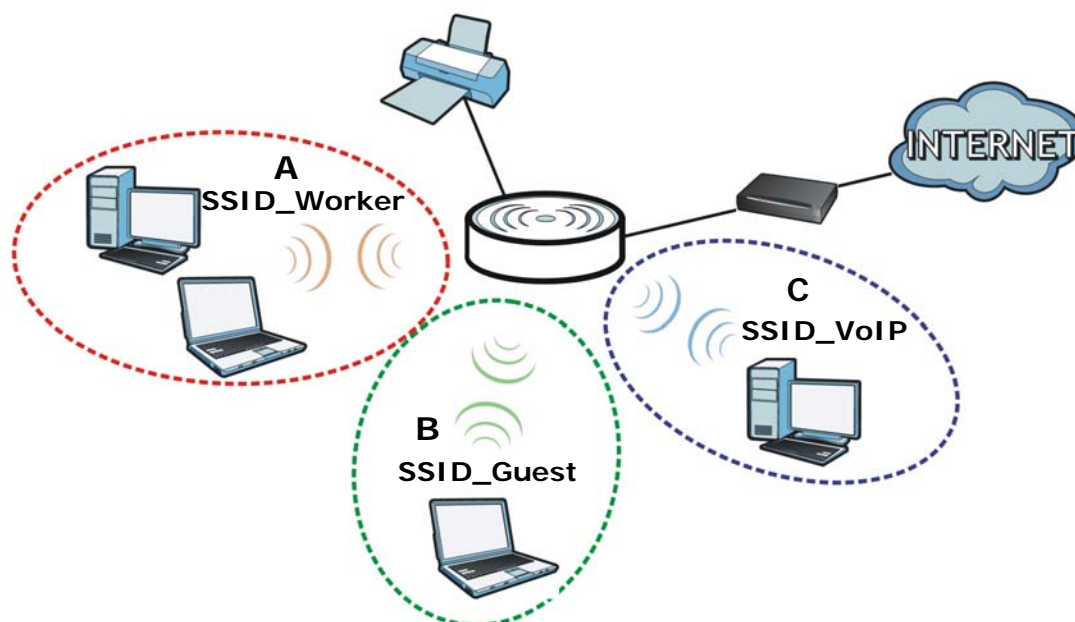 INTERNET
A
SSID_Worker
C
SSID_VoIP
B
SSID_Guest